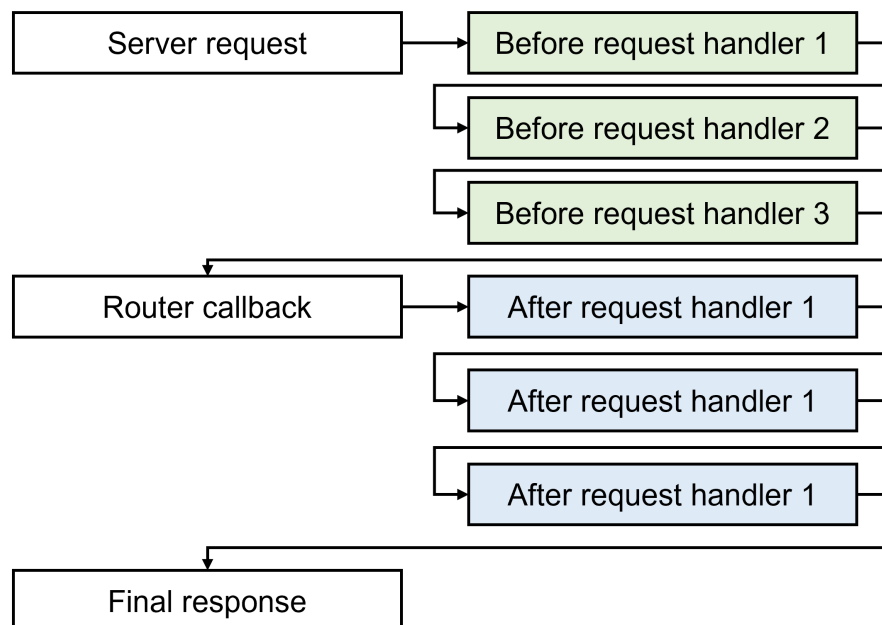 Server request
Before request handler 1
Before request handler 2
Before request handler 3
Router callback
After request handler 1
After request handler 1
After request handler 1
Final response